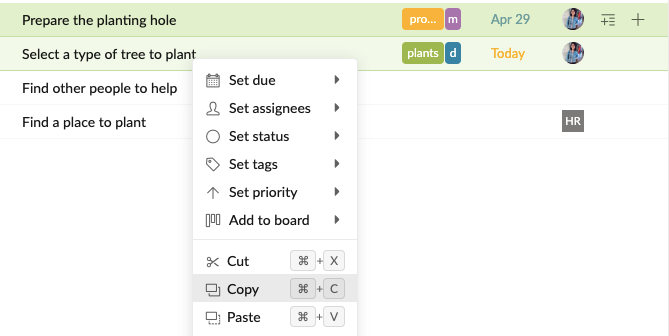 Prepare the planting hole pro... m Apr 29
Select a type of tree to plant plants d Today
Find other people to help
Find a place to plant HR
Set due
Set assignees
Set status
Set tags
Set priority
Add to board
Cut ⌘ + X
Copy ⌘ + C
Paste ⌘ + V